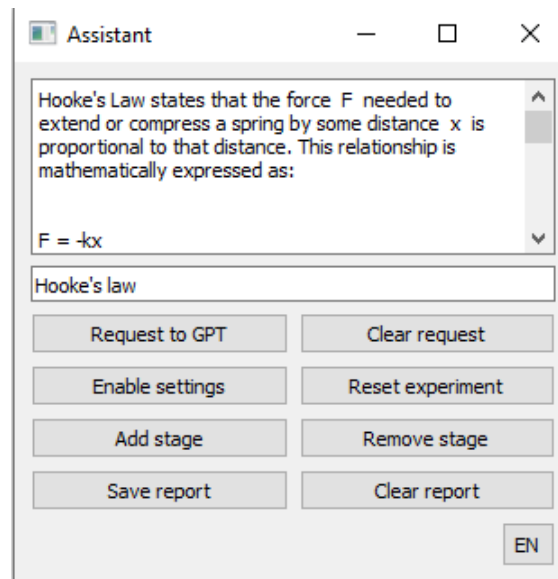 Assistant
Hooke's Law states that the force F needed to
extend or compress a spring by some distance x is
proportional to that distance. This relationship is
mathematically expressed as:
F = -kx
Hooke's law
Request to GPT
Clear request
Enable settings
Reset experiment
Add stage
Remove stage
Save report
Clear report
EN